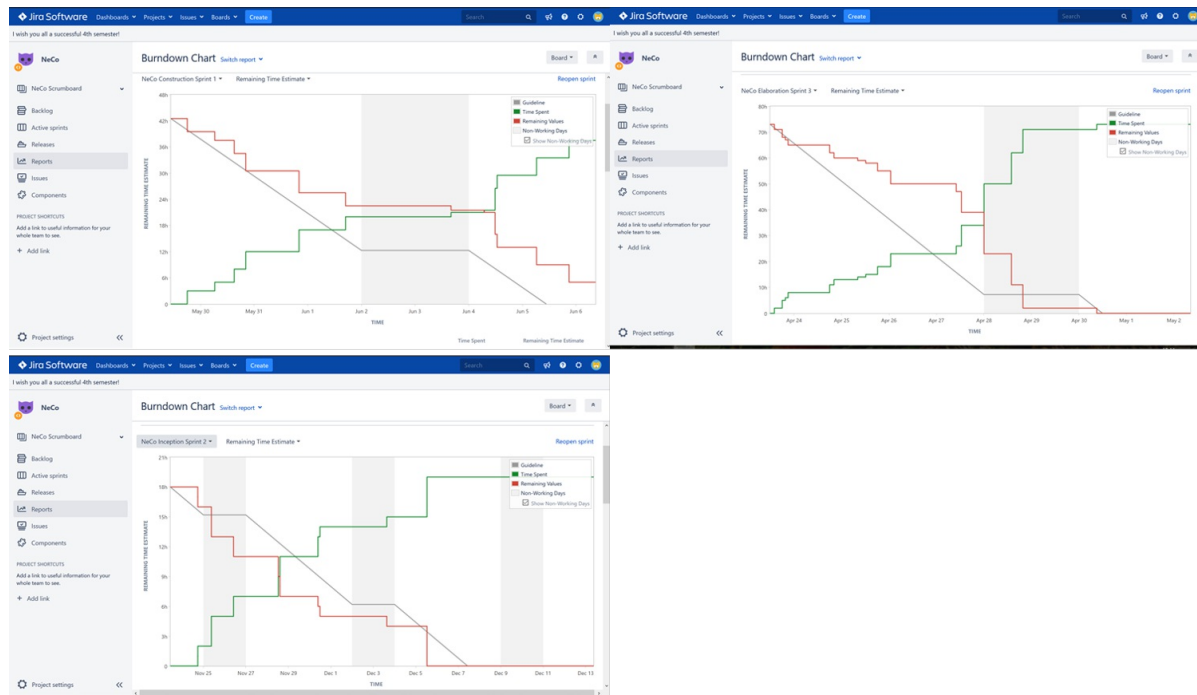 Jira Software Dashboards Projects Issues Boards Create Search
I wish you all a successful 4th semester!
NeCo
NeCo Scrumboard
Backlog
Active sprints
Releases
Reports
Issues
Components
PROJECT SHORTCUTS
Add a link to useful information for your
whole team to see.
+ Add link
Project settings
Burndown Chart Switch report Board
NeCo Construction Sprint 1 Remaining Time Estimate Reopen sprint
Guideline
Time Spent
Remaining Values
Non-Working Days
Show Non-Working Days
REMAINING TIME ESTIMATE
48h
36h
30h
24h
18h
12h
6h
0
May 30 May 31 Jun 1 Jun 2 Jun 3 Jun 4 Jun 5 Jun 6
TIME
Time Spent Remaining Time Estimate
Jira Software Dashboards Projects Issues Boards Create Search
I wish you all a successful 4th semester!
NeCo
NeCo Scrumboard
Backlog
Active sprints
Releases
Reports
Issues
Components
PROJECT SHORTCUTS
Add a link to useful information for your
whole team to see.
+ Add link
Project settings
Burndown Chart Switch report Board
NeCo Elaboration Sprint 3 Remaining Time Estimate Reopen sprint
Guideline
Time Spent
Remaining Values
Non-Working Days
Show Non-Working Days
REMAINING TIME ESTIMATE
80h
70h
60h
50h
40h
30h
20h
10h
0
Apr 24 Apr 25 Apr 26 Apr 27 Apr 28 Apr 29 Apr 30 May 1 May 2
TIME
Jira Software Dashboards Projects Issues Boards Create Search
I wish you all a successful 4th semester!
NeCo
NeCo Scrumboard
Backlog
Active sprints
Releases
Reports
Issues
Components
PROJECT SHORTCUTS
Add a link to useful information for your
whole team to see.
+ Add link
Project settings
Burndown Chart Switch report Board
NeCo Inception Sprint 2 Remaining Time Estimate Reopen sprint
Guideline
Time Spent
Remaining Values
Non-Working Days
Show Non-Working Days
REMAINING TIME ESTIMATE
21h
18h
15h
12h
9h
6h
3h
0
Nov 25 Nov 27 Nov 29 Dec 1 Dec 3 Dec 5 Dec 7 Dec 9 Dec 11 Dec 13
TIME